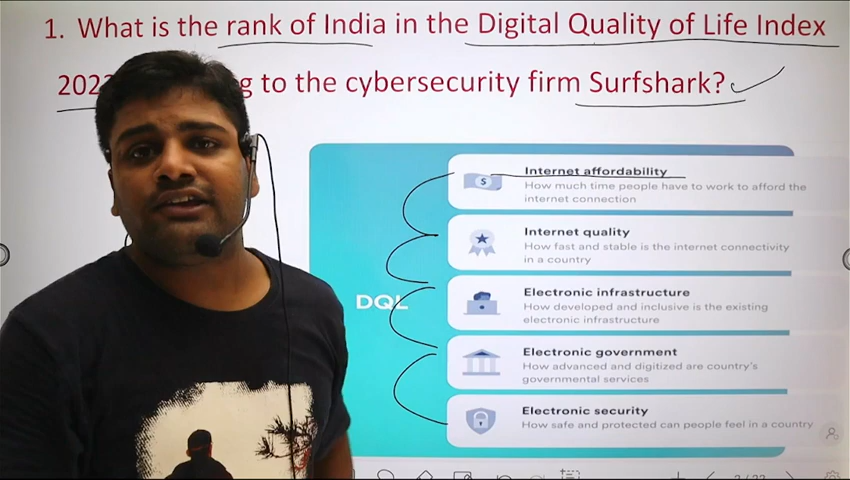 1. What is the rank of India in the Digital Quality of Life Index
to the cybersecurity firm Surfshark?
Internet affordability
How much time people have to work to afford the
internet connection
Internet quality
How fast and stable is the internet connectivity
in a country
DQL
Electronic infrastructure
How developed and inclusive is the existing
electronic infrastructure
Electronic government
How advanced and digitized are country's
governmental services
Electronic security
How safe and protected can people feel in a country